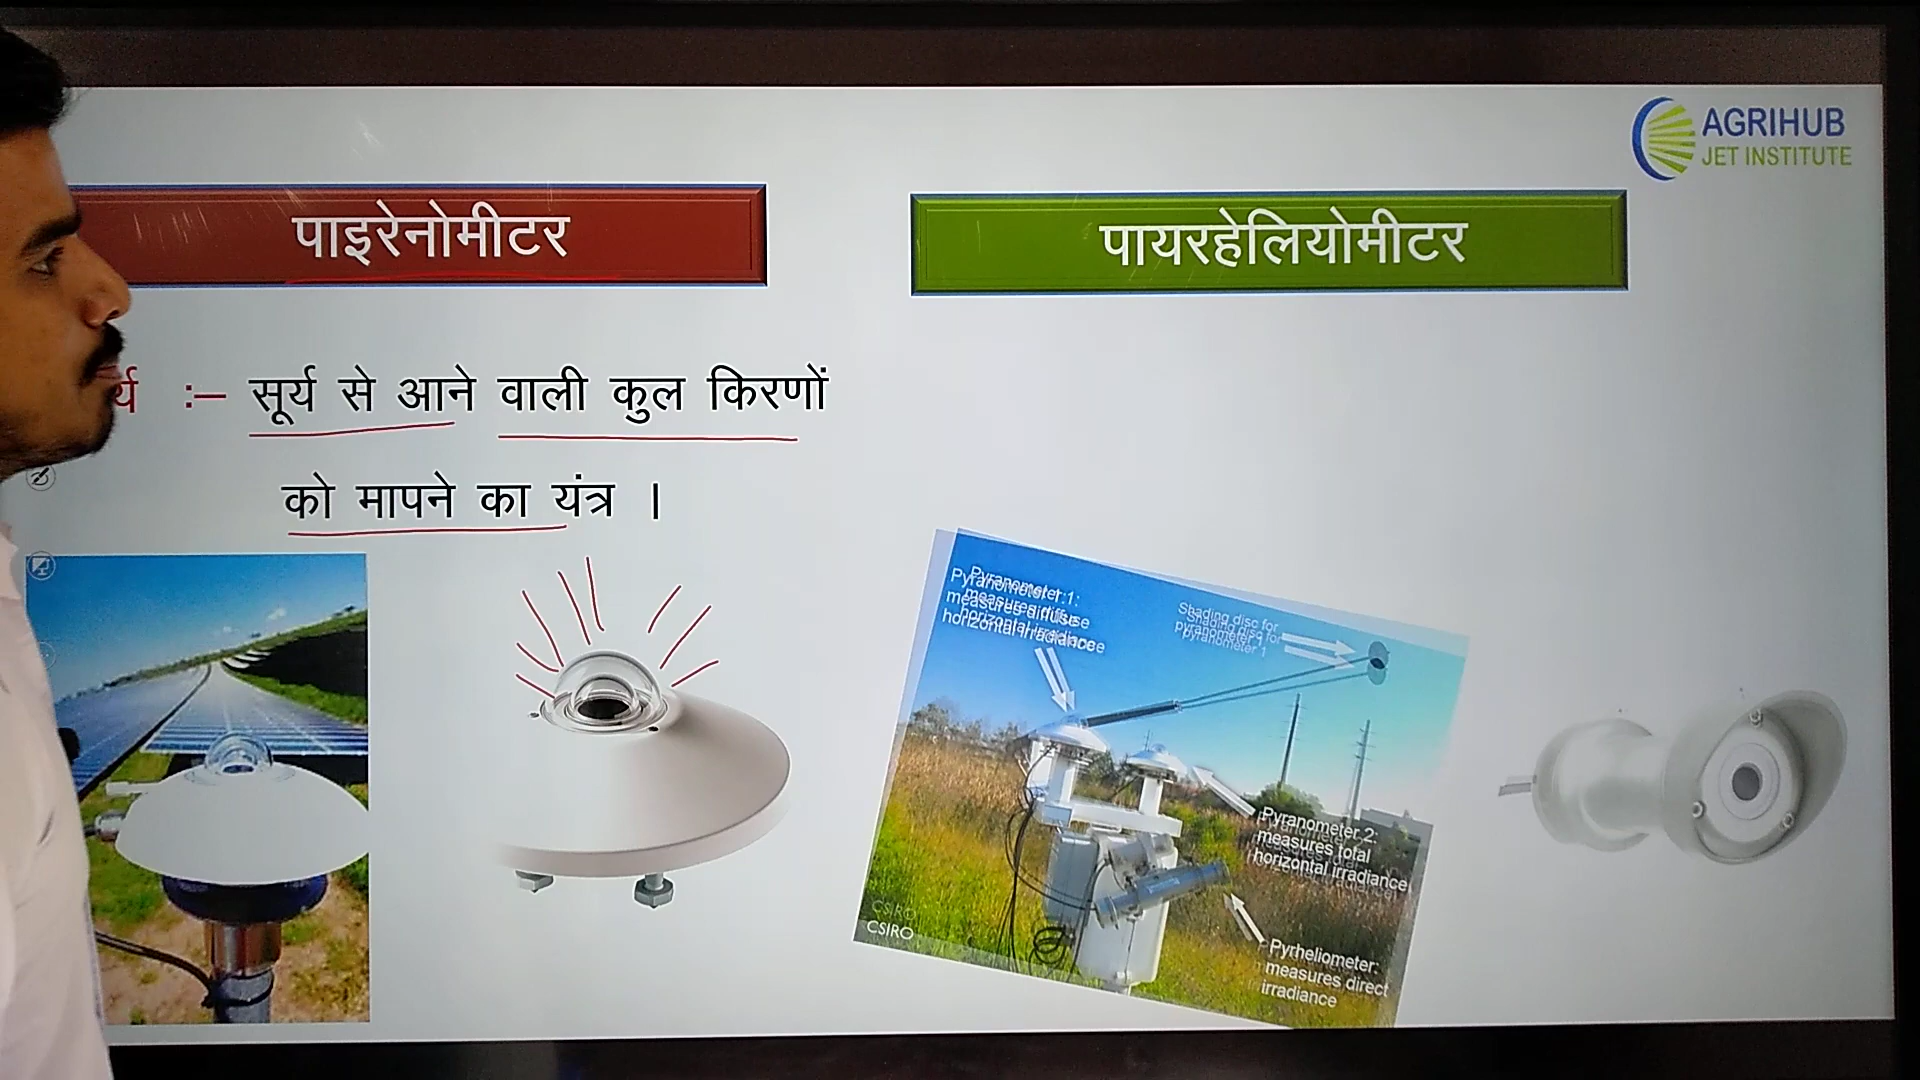 AGRIHUB
JET INSTITUTE
पाइरेनोमीटर
पायरहेलियोमीटर
:– सूर्य से आने वाली कुल किरणों
को मापने का यंत्र ।
Pyranometer 1:
measures diffuse
horizontal irradiance
Shading disc for
pyranometer 1
Pyranometer 2:
measures total
horizontal irradiance
Pyrheliometer:
measures direct
irradiance
CSIRO